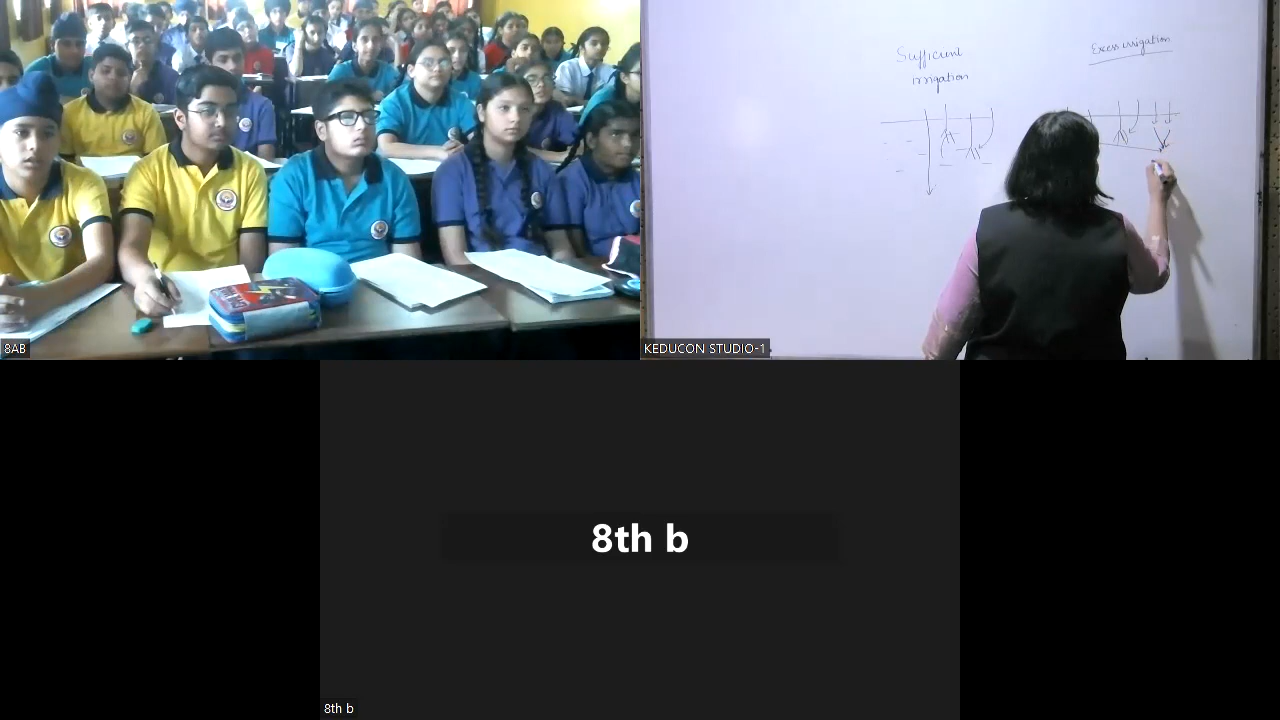 8AB
Sufficient
irrigation
Excess irrigation
KEDUCON STUDIO-1
8th b
8th b